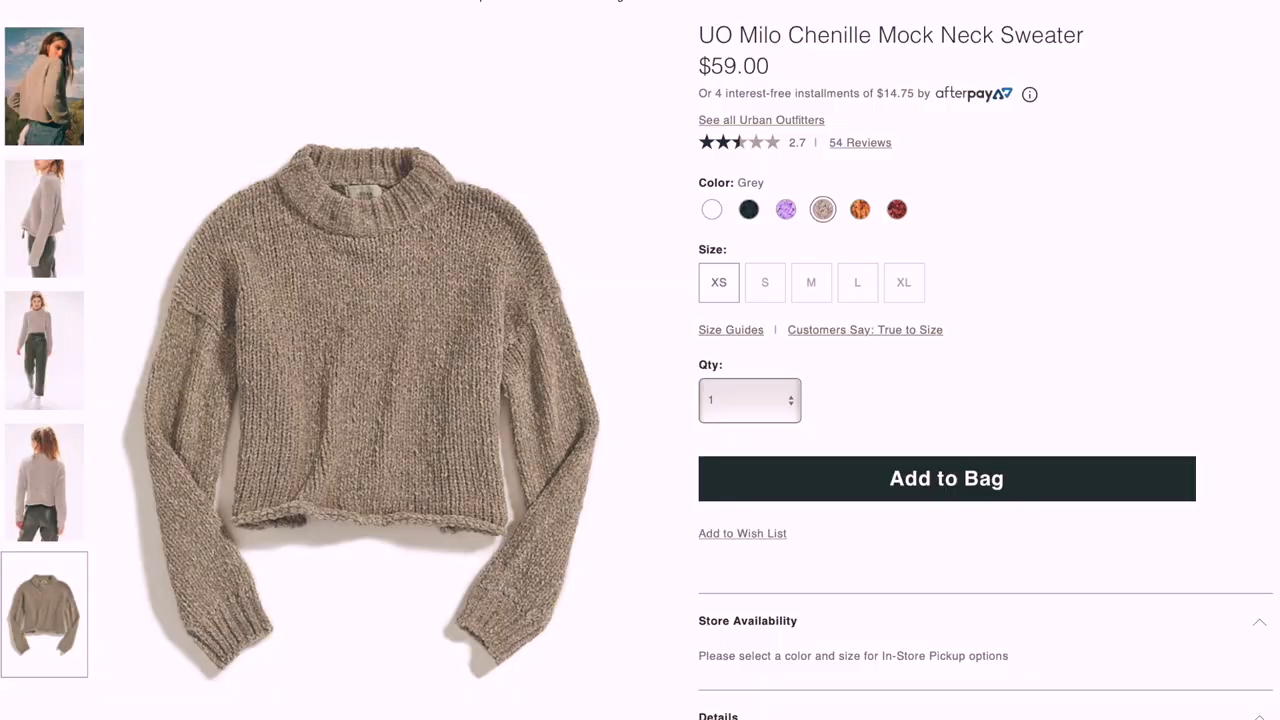 UO Milo Chenille Mock Neck Sweater
$59.00
Or 4 interest-free installments of $14.75 by afterpay
See all Urban Outfitters
2.7 | 54 Reviews
Color: Grey
Size:
XS S M L XL
Size Guides | Customers Say: True to Size
Qty:
1
Add to Bag
Add to Wish List
Store Availability
Please select a color and size for In-Store Pickup options
Details